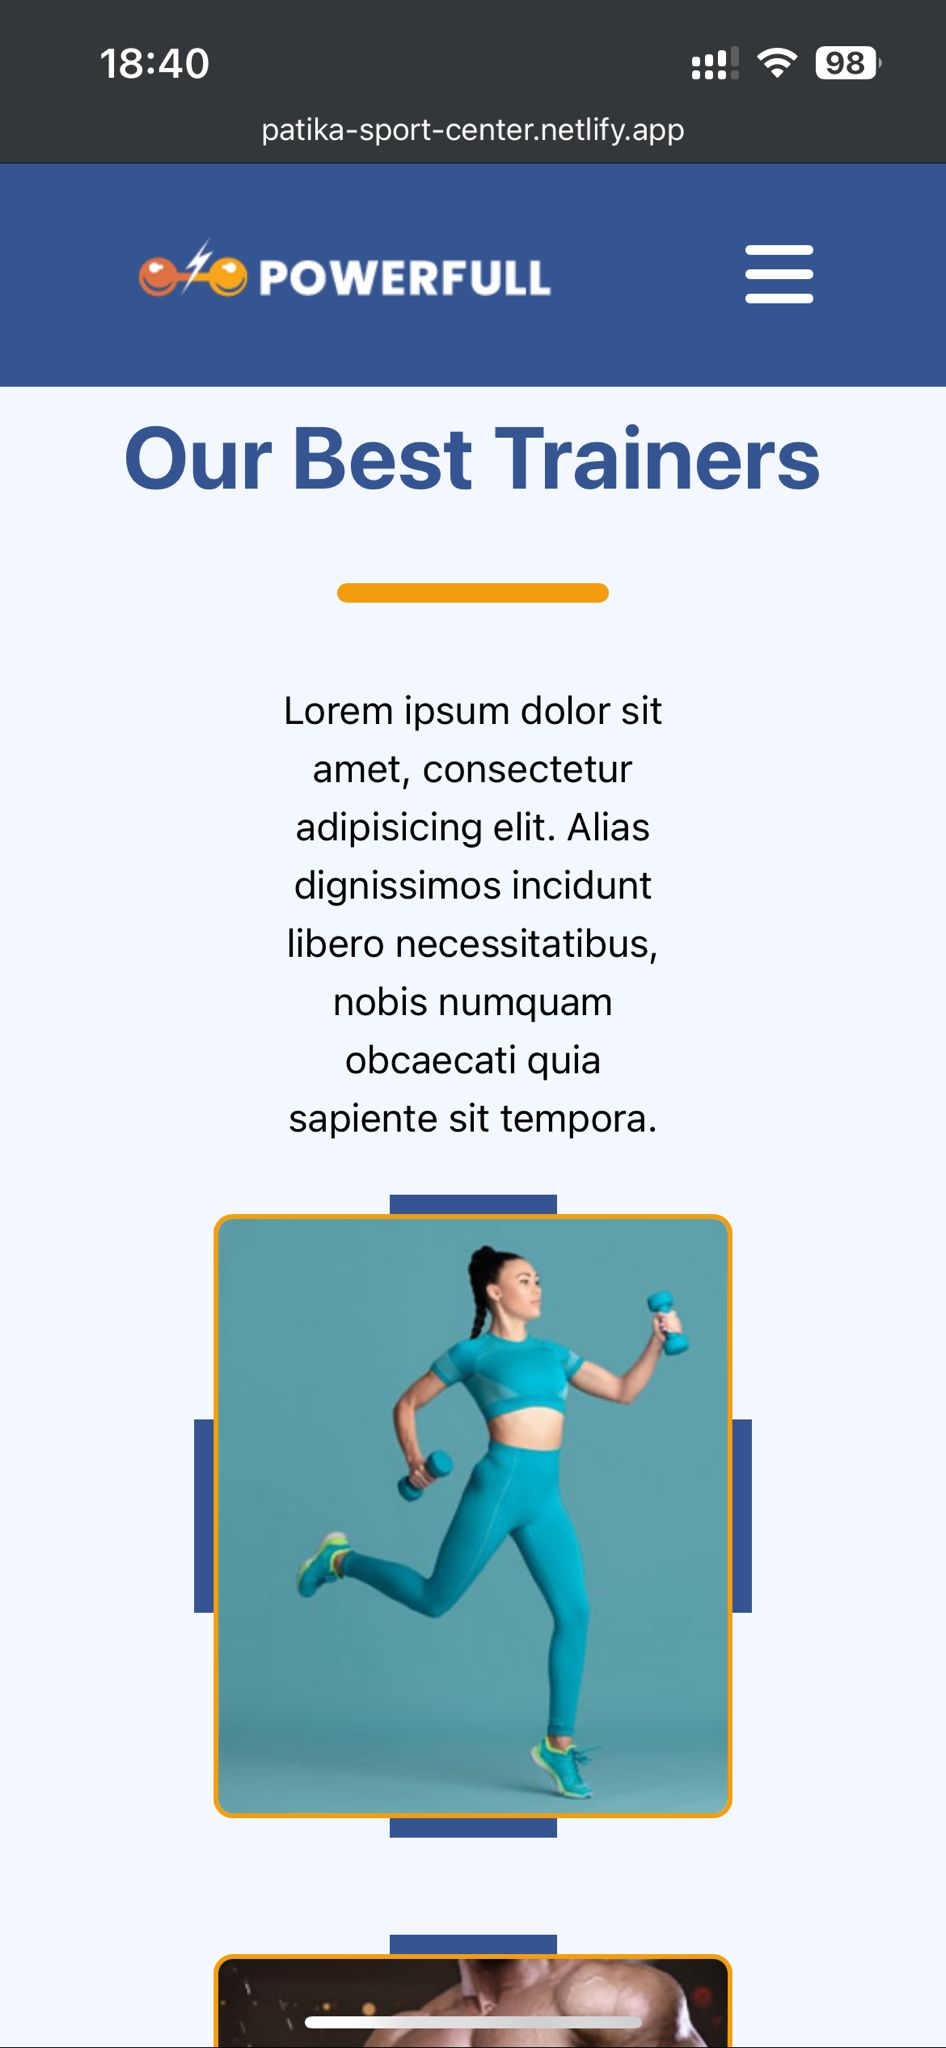 18:40
98
patika-sport-center.netlify.app
POWERFULL
Our Best Trainers
Lorem ipsum dolor sit
amet, consectetur
adipisicing elit. Alias
dignissimos incidunt
libero necessitatibus,
nobis numquam
obcaecati quia
sapiente sit tempora.